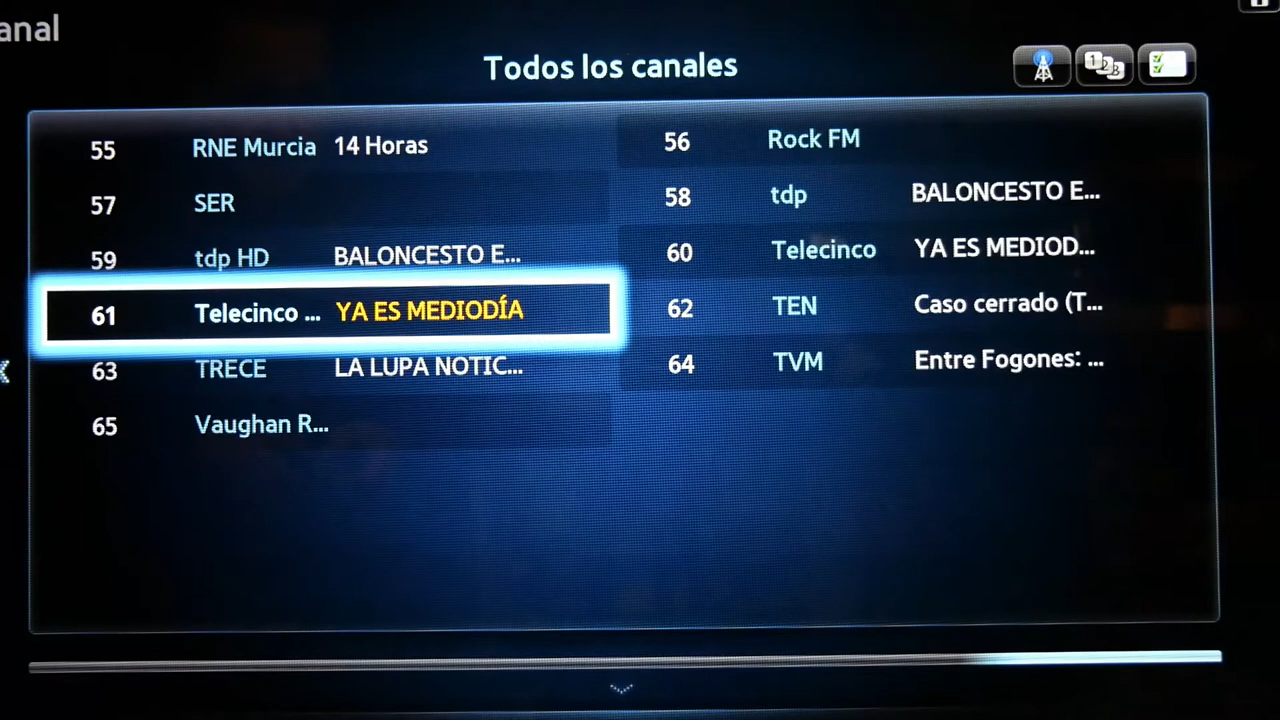 anal
Todos los canales
55 RNE Murcia 14 Horas
56 Rock FM
57 SER
58 tdp BALONCESTO E...
59 tdp HD BALONCESTO E...
60 Telecinco YA ES MEDIOD...
61 Telecinco ... YA ES MEDIODÍA
62 TEN Caso cerrado (T...
63 TRECE LA LUPA NOTIC...
64 TVM Entre Fogones: ...
65 Vaughan R...